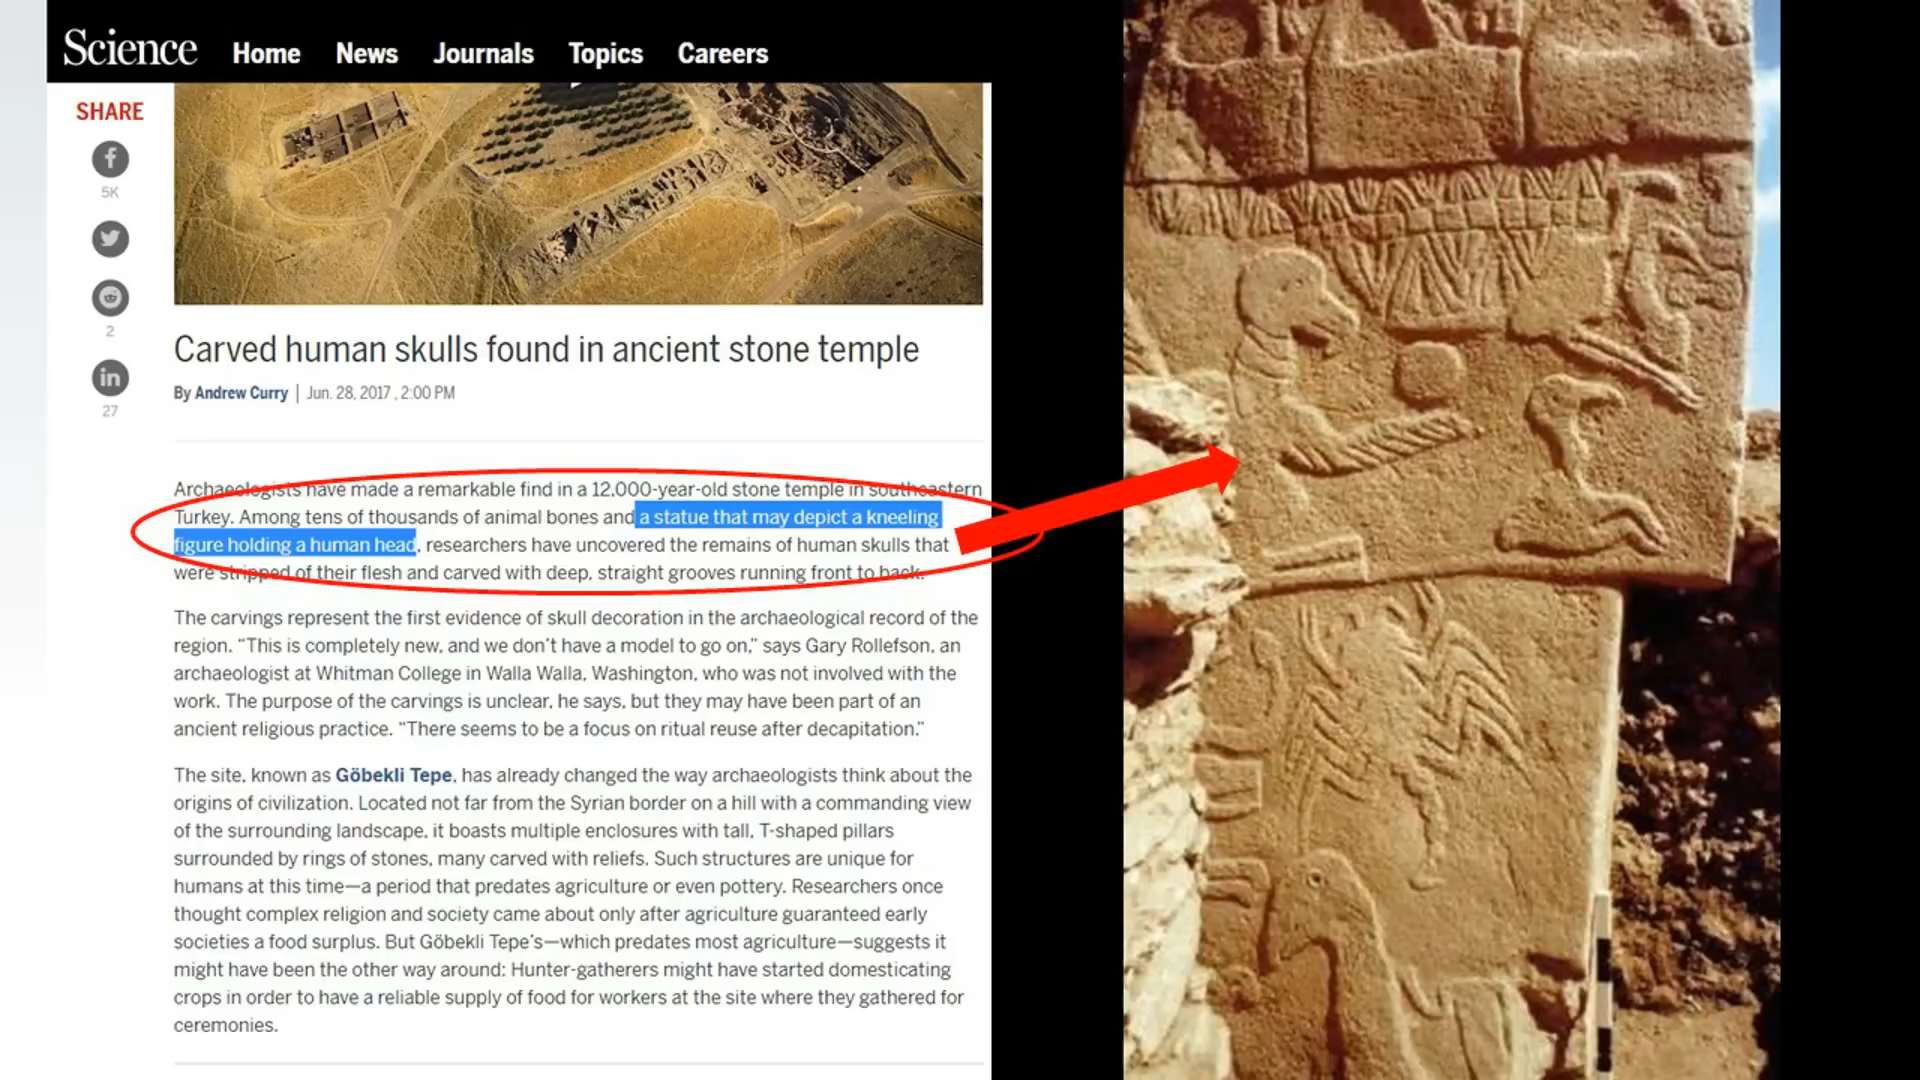 Science Home News Journals Topics Careers
SHARE
5K
2
27
Carved human skulls found in ancient stone temple
By Andrew Curry | Jun. 28, 2017 , 2:00 PM
Archaeologists have made a remarkable find in a 12,000-year-old stone temple in southeastern
Turkey. Among tens of thousands of animal bones and a statue that may depict a kneeling
figure holding a human head, researchers have uncovered the remains of human skulls that
were stripped of their flesh and carved with deep, straight grooves running front to back.
The carvings represent the first evidence of skull decoration in the archaeological record of the
region. “This is completely new, and we don’t have a model to go on,” says Gary Rollefson, an
archaeologist at Whitman College in Walla Walla, Washington, who was not involved with the
work. The purpose of the carvings is unclear, he says, but they may have been part of an
ancient religious practice. “There seems to be a focus on ritual reuse after decapitation.”
The site, known as Göbekli Tepe, has already changed the way archaeologists think about the
origins of civilization. Located not far from the Syrian border on a hill with a commanding view
of the surrounding landscape, it boasts multiple enclosures with tall, T-shaped pillars
surrounded by rings of stones, many carved with reliefs. Such structures are unique for
humans at this time—a period that predates agriculture or even pottery. Researchers once
thought complex religion and society came about only after agriculture guaranteed early
societies a food surplus. But Göbekli Tepe’s—which predates most agriculture—suggests it
might have been the other way around: Hunter-gatherers might have started domesticating
crops in order to have a reliable supply of food for workers at the site where they gathered for
ceremonies.